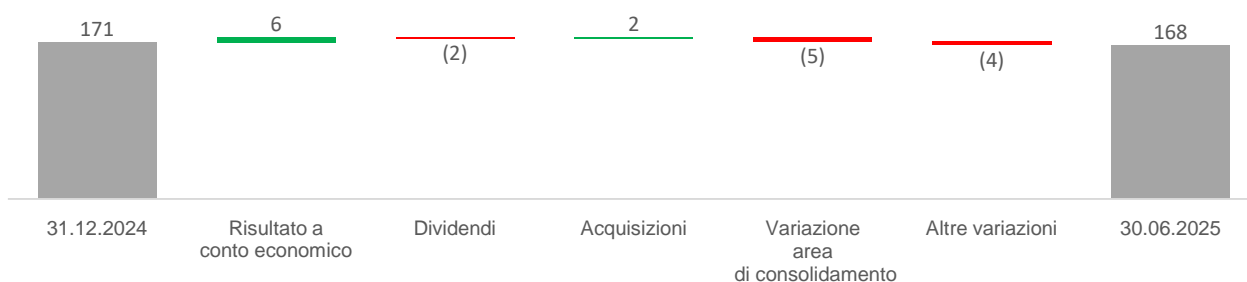 171
6
(2)
2
(5)
(4)
168
31.12.2024
Risultato a
conto economico
Dividendi
Acquisizioni
Variazione
area
di consolidamento
Altre variazioni
30.06.2025